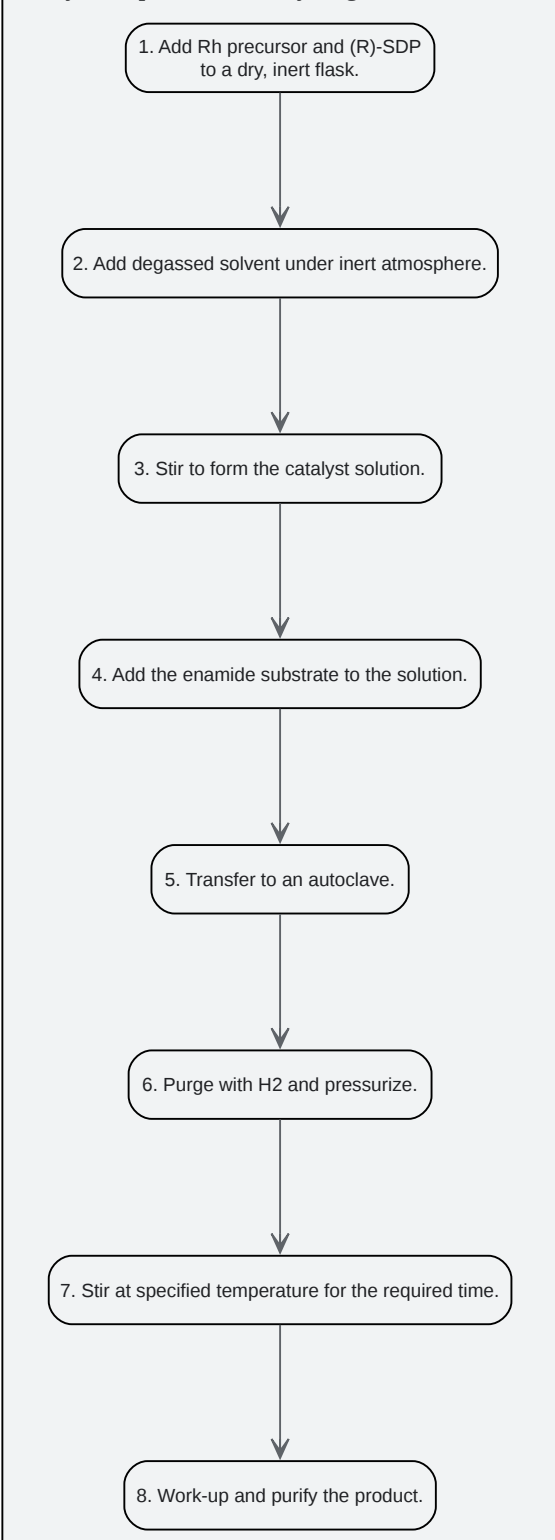 1. Add Rh precursor and (R)-SDP
to a dry, inert flask.
2. Add degassed solvent under inert atmosphere.
3. Stir to form the catalyst solution.
4. Add the enamide substrate to the solution.
5. Transfer to an autoclave.
6. Purge with H2 and pressurize.
7. Stir at specified temperature for the required time.
8. Work-up and purify the product.